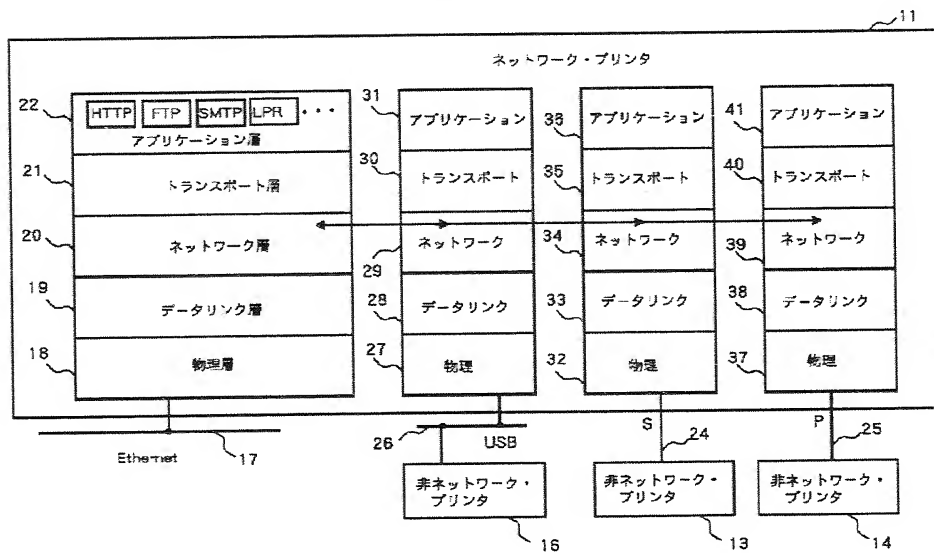 11
ネットワーク・プリンタ
22
HTTP FTP SMTP LPR ・・・
アプリケーション層
21
トランスポート層
20
ネットワーク層
19
データリンク層
18
物理層
31
アプリケーション
30
トランスポート
29
ネットワーク
28
データリンク
27
物理
36
アプリケーション
35
トランスポート
34
ネットワーク
33
データリンク
32
物理
41
アプリケーション
40
トランスポート
39
ネットワーク
38
データリンク
37
物理
Ethernet
17
26
USB
S
24
P
25
非ネットワーク・
プリンタ
16
非ネットワーク・
プリンタ
13
非ネットワーク・
プリンタ
14